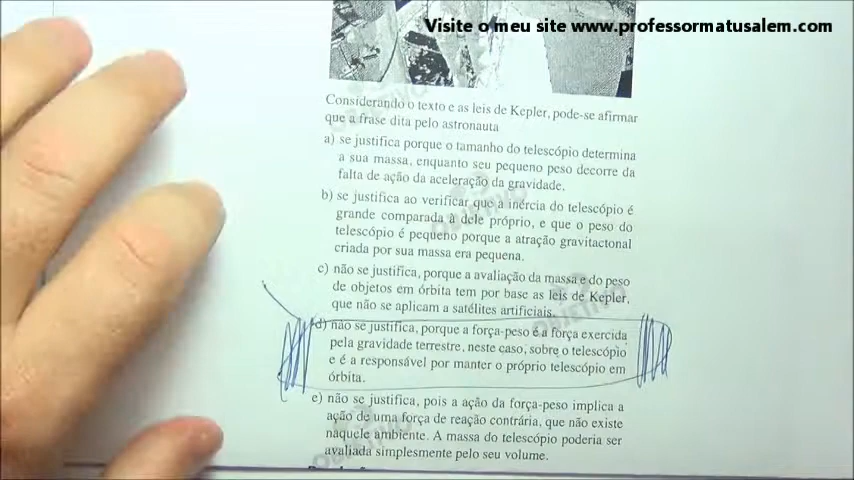 Visite o meu site www.professormatusalem.com
Considerando o texto e as leis de Kepler, pode-se afirmar
que a frase dita pelo astronauta
a) se justifica porque o tamanho do telescópio determina
a sua massa, enquanto seu pequeno peso decorre da
falta de ação da aceleração da gravidade.
b) se justifica ao verificar que a inércia do telescópio é
grande comparada à dele próprio, e que o peso do
telescópio é pequeno porque a atração gravitacional
criada por sua massa era pequena.
c) não se justifica, porque a avaliação da massa e do peso
de objetos em órbita tem por base as leis de Kepler,
que não se aplicam a satélites artificiais.
d) não se justifica, porque a força-peso é a força exercida
pela gravidade terrestre, neste caso, sobre o telescópio
e é a responsável por manter o próprio telescópio em
órbita.
e) não se justifica, pois a ação da força-peso implica a
ação de uma força de reação contrária, que não existe
naquele ambiente. A massa do telescópio poderia ser
avaliada simplesmente pelo seu volume.
OBJETIVO